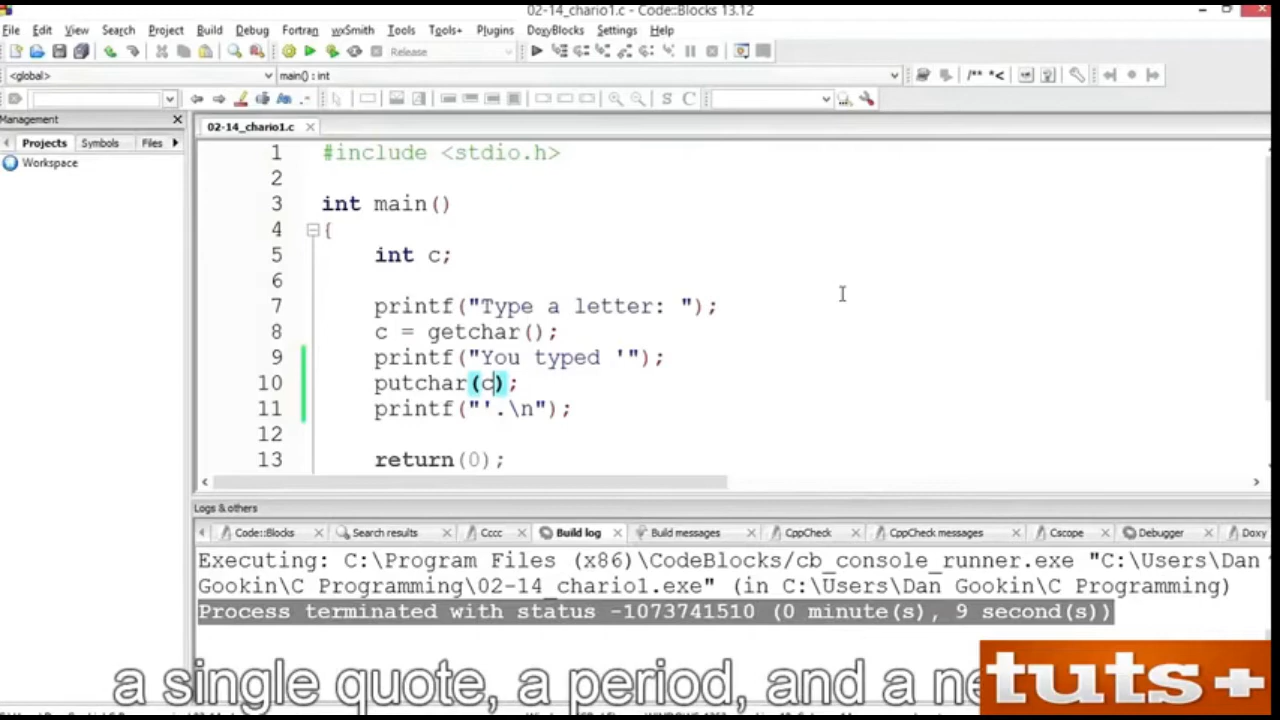 02-14_chario1.c - Code::Blocks 13.12
File Edit View Search Project Build Debug Fortran wxSmith Tools Tools+ Plugins DoxyBlocks Settings Help
Release
<global> main() : int /** *<
S C
Management
02-14_chario1.c
Projects Symbols Files
Workspace
1 #include <stdio.h>
2
3 int main()
4 {
5 int c;
6
7 printf("Type a letter: ");
8 c = getchar();
9 printf("You typed '");
10 putchar(c);
11 printf("'.\n");
12
13 return(0);
Logs & others
Code::Blocks Search results Cccc Build log Build messages CppCheck CppCheck messages Cscope Debugger Doxy
Executing: C:\Program Files (x86)\CodeBlocks/cb_console_runner.exe "C:\Users\Dan
Gookin\C Programming\02-14_chario1.exe" (in C:\Users\Dan Gookin\C Programming)
Process terminated with status -1073741510 (0 minute(s), 9 second(s))
a single quote, a period, and a ne
tuts+